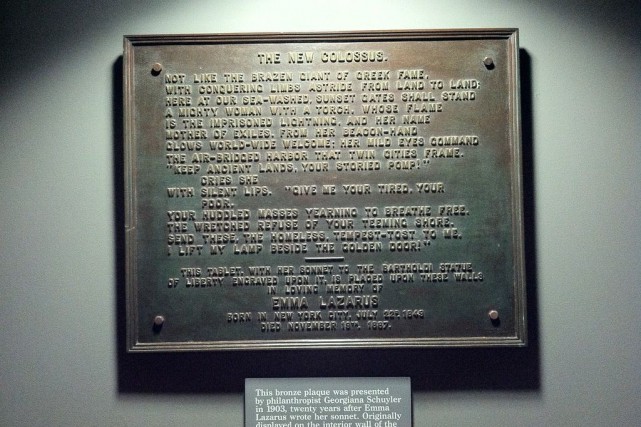 THE NEW COLOSSUS.
NOT LIKE THE BRAZEN GIANT OF GREEK FAME,
WITH CONQUERING LIMBS ASTRIDE FROM LAND TO LAND;
HERE AT OUR SEA-WASHED, SUNSET GATES SHALL STAND
A MIGHTY WOMAN WITH A TORCH, WHOSE FLAME
IS THE IMPRISONED LIGHTNING, AND HER NAME
MOTHER OF EXILES. FROM HER BEACON-HAND
GLOWS WORLD-WIDE WELCOME; HER MILD EYES COMMAND
THE AIR-BRIDGED HARBOR THAT TWIN CITIES FRAME.
"KEEP ANCIENT LANDS, YOUR STORIED POMP!"
CRIES SHE
WITH SILENT LIPS. "GIVE ME YOUR TIRED, YOUR
POOR,
YOUR HUDDLED MASSES YEARNING TO BREATHE FREE,
THE WRETCHED REFUSE OF YOUR TEEMING SHORE.
SEND THESE, THE HOMELESS, TEMPEST-TOST TO ME,
I LIFT MY LAMP BESIDE THE GOLDEN DOOR!"
THIS TABLET, WITH HER SONNET TO THE BARTHOLDI STATUE
OF LIBERTY ENGRAVED UPON IT, IS PLACED UPON THESE WALLS
IN LOVING MEMORY OF
EMMA LAZARUS
BORN IN NEW YORK CITY, JULY 22D, 1849
DIED NOVEMBER 19TH, 1887.
This bronze plaque was presented
by philanthropist Georgiana Schuyler
in 1903, twenty years after Emma
Lazarus wrote her sonnet. Originally
displayed on the interior wall of the